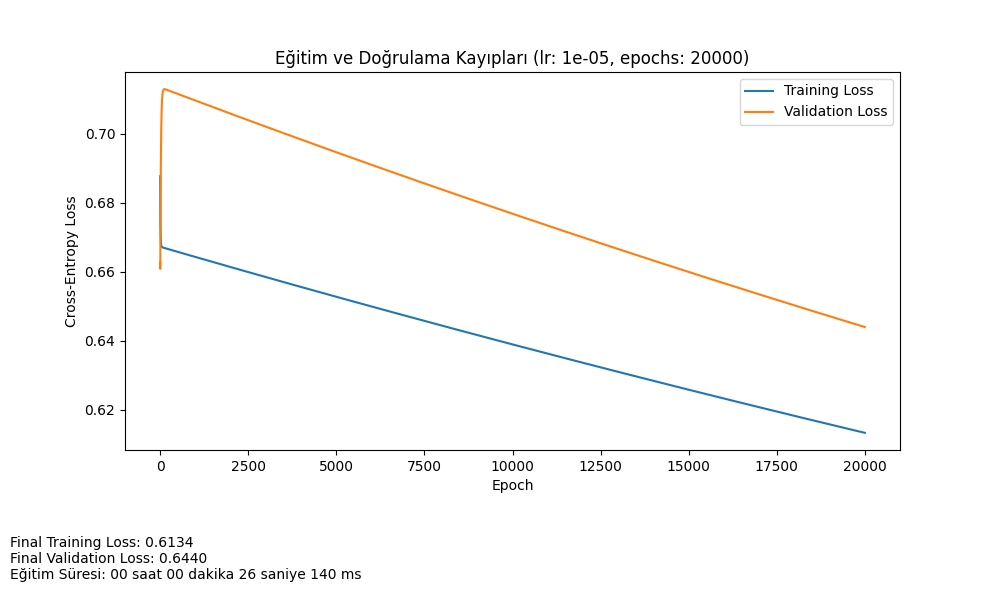 Eğitim ve Doğrulama Kayıpları (lr: 1e-05, epochs: 20000)
Training Loss
Validation Loss
Cross-Entropy Loss
0.70
0.68
0.66
0.64
0.62
0 2500 5000 7500 10000 12500 15000 17500 20000
Epoch
Final Training Loss: 0.6134
Final Validation Loss: 0.6440
Eğitim Süresi: 00 saat 00 dakika 26 saniye 140 ms